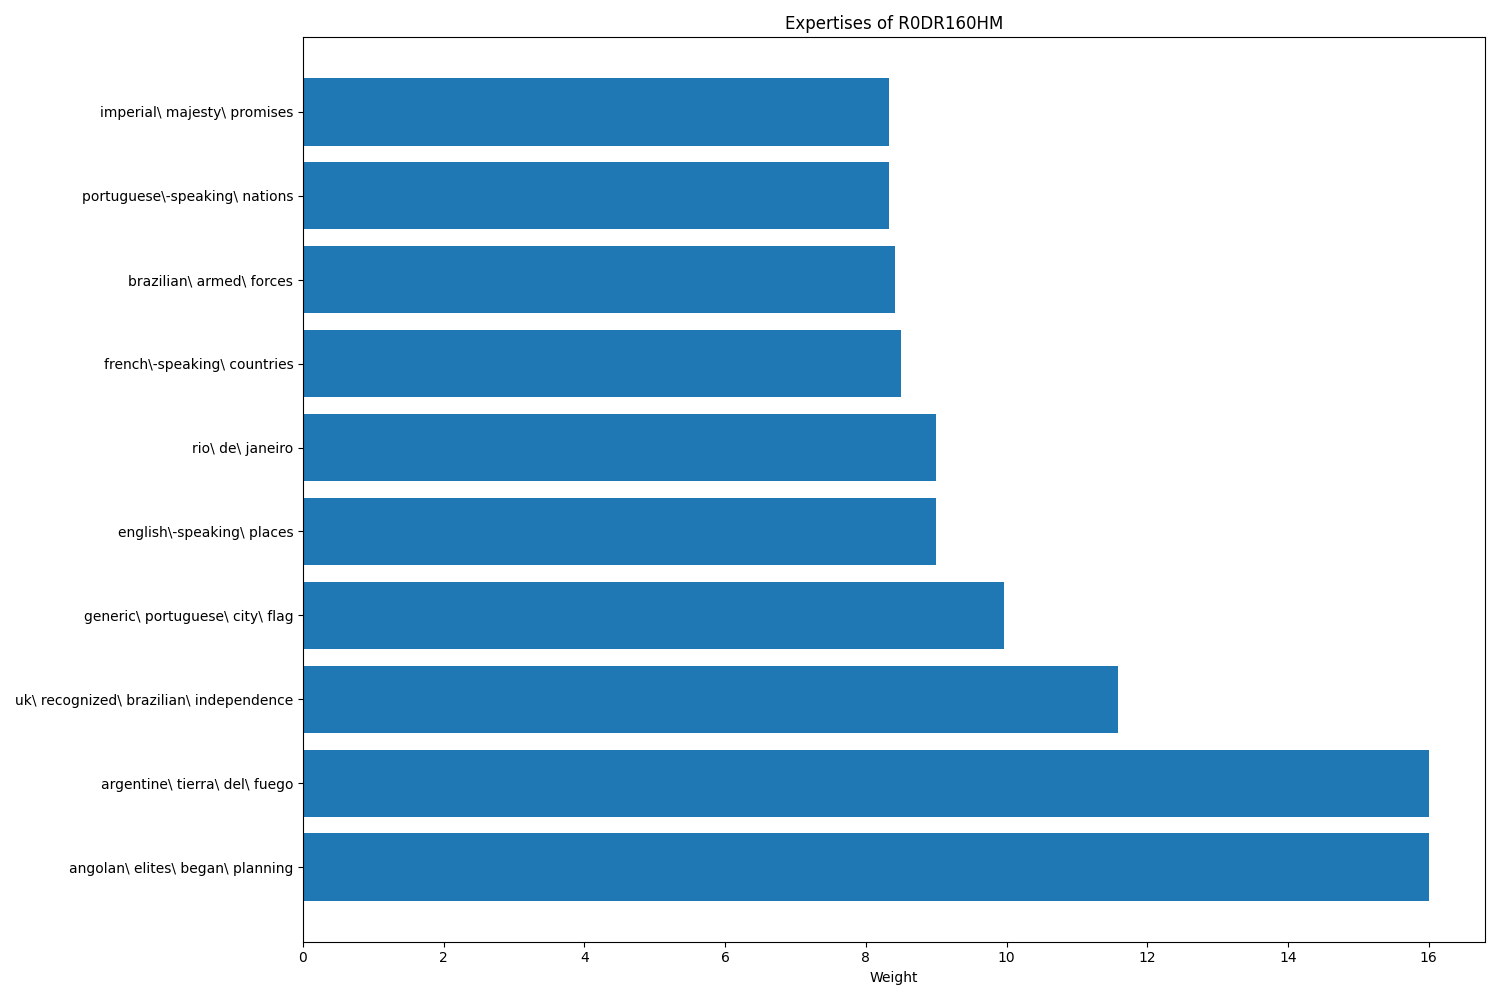 Expertises of R0DR160HM
imperial\ majesty\ promises
portuguese\-speaking\ nations
brazilian\ armed\ forces
french\-speaking\ countries
rio\ de\ janeiro
english\-speaking\ places
generic\ portuguese\ city\ flag
uk\ recognized\ brazilian\ independence
argentine\ tierra\ del\ fuego
angolan\ elites\ began\ planning
0 2 4 6 8 10 12 14 16
Weight